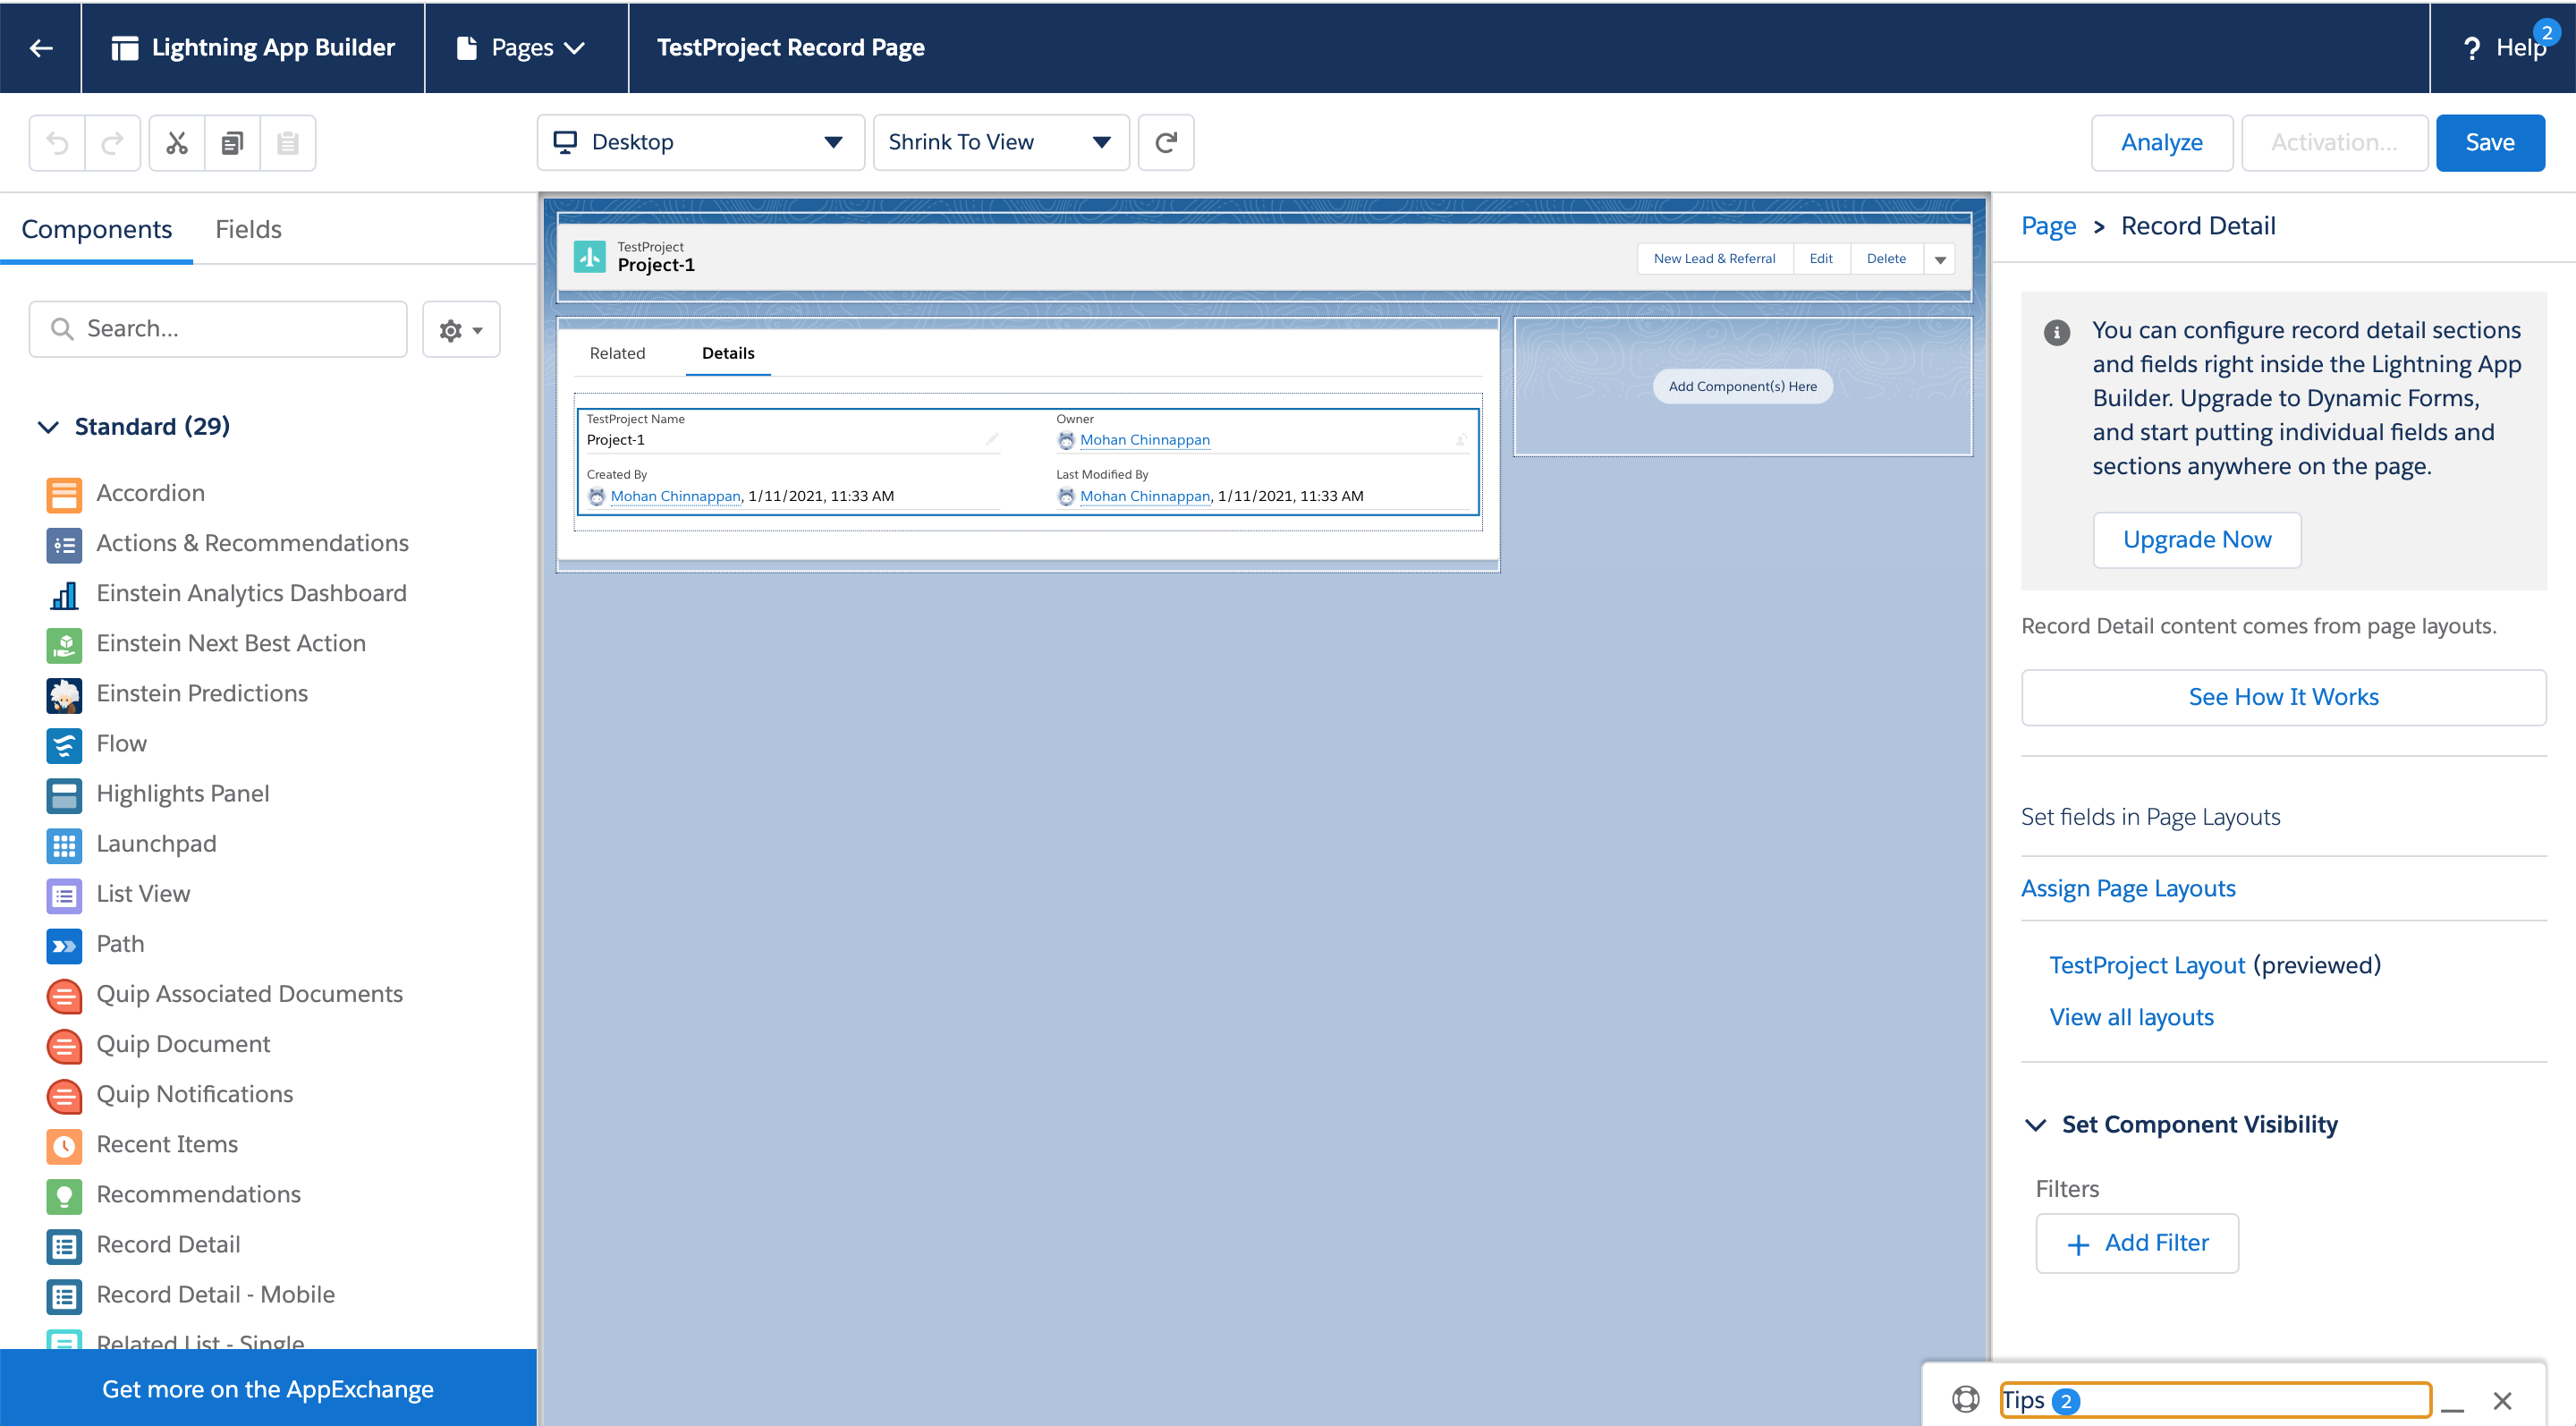 Lightning App Builder
Pages
TestProject Record Page
? Help
2
Desktop
Shrink To View
Analyze
Activation...
Save
Components
Fields
Search...
Standard (29)
Accordion
Actions & Recommendations
Einstein Analytics Dashboard
Einstein Next Best Action
Einstein Predictions
Flow
Highlights Panel
Launchpad
List View
Path
Quip Associated Documents
Quip Document
Quip Notifications
Recent Items
Recommendations
Record Detail
Record Detail - Mobile
Related List - Single
Get more on the AppExchange
TestProject
Project-1
New Lead & Referral
Edit
Delete
Related
Details
TestProject Name
Project-1
Owner
Mohan Chinnappan
Created By
Mohan Chinnappan, 1/11/2021, 11:33 AM
Last Modified By
Mohan Chinnappan, 1/11/2021, 11:33 AM
Add Component(s) Here
Page > Record Detail
You can configure record detail sections
and fields right inside the Lightning App
Builder. Upgrade to Dynamic Forms,
and start putting individual fields and
sections anywhere on the page.
Upgrade Now
Record Detail content comes from page layouts.
See How It Works
Set fields in Page Layouts
Assign Page Layouts
TestProject Layout (previewed)
View all layouts
Set Component Visibility
Filters
+ Add Filter
Tips 2